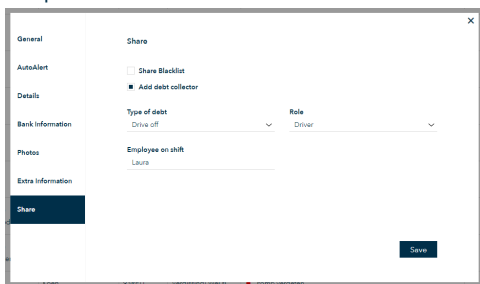 General
AutoAlert
Details
Bank Information
Photos
Extra Information
Share
Share
Share Blacklist
Add debt collector
Type of debt
Role
Drive off
Driver
Employee on shift
Laura
Save